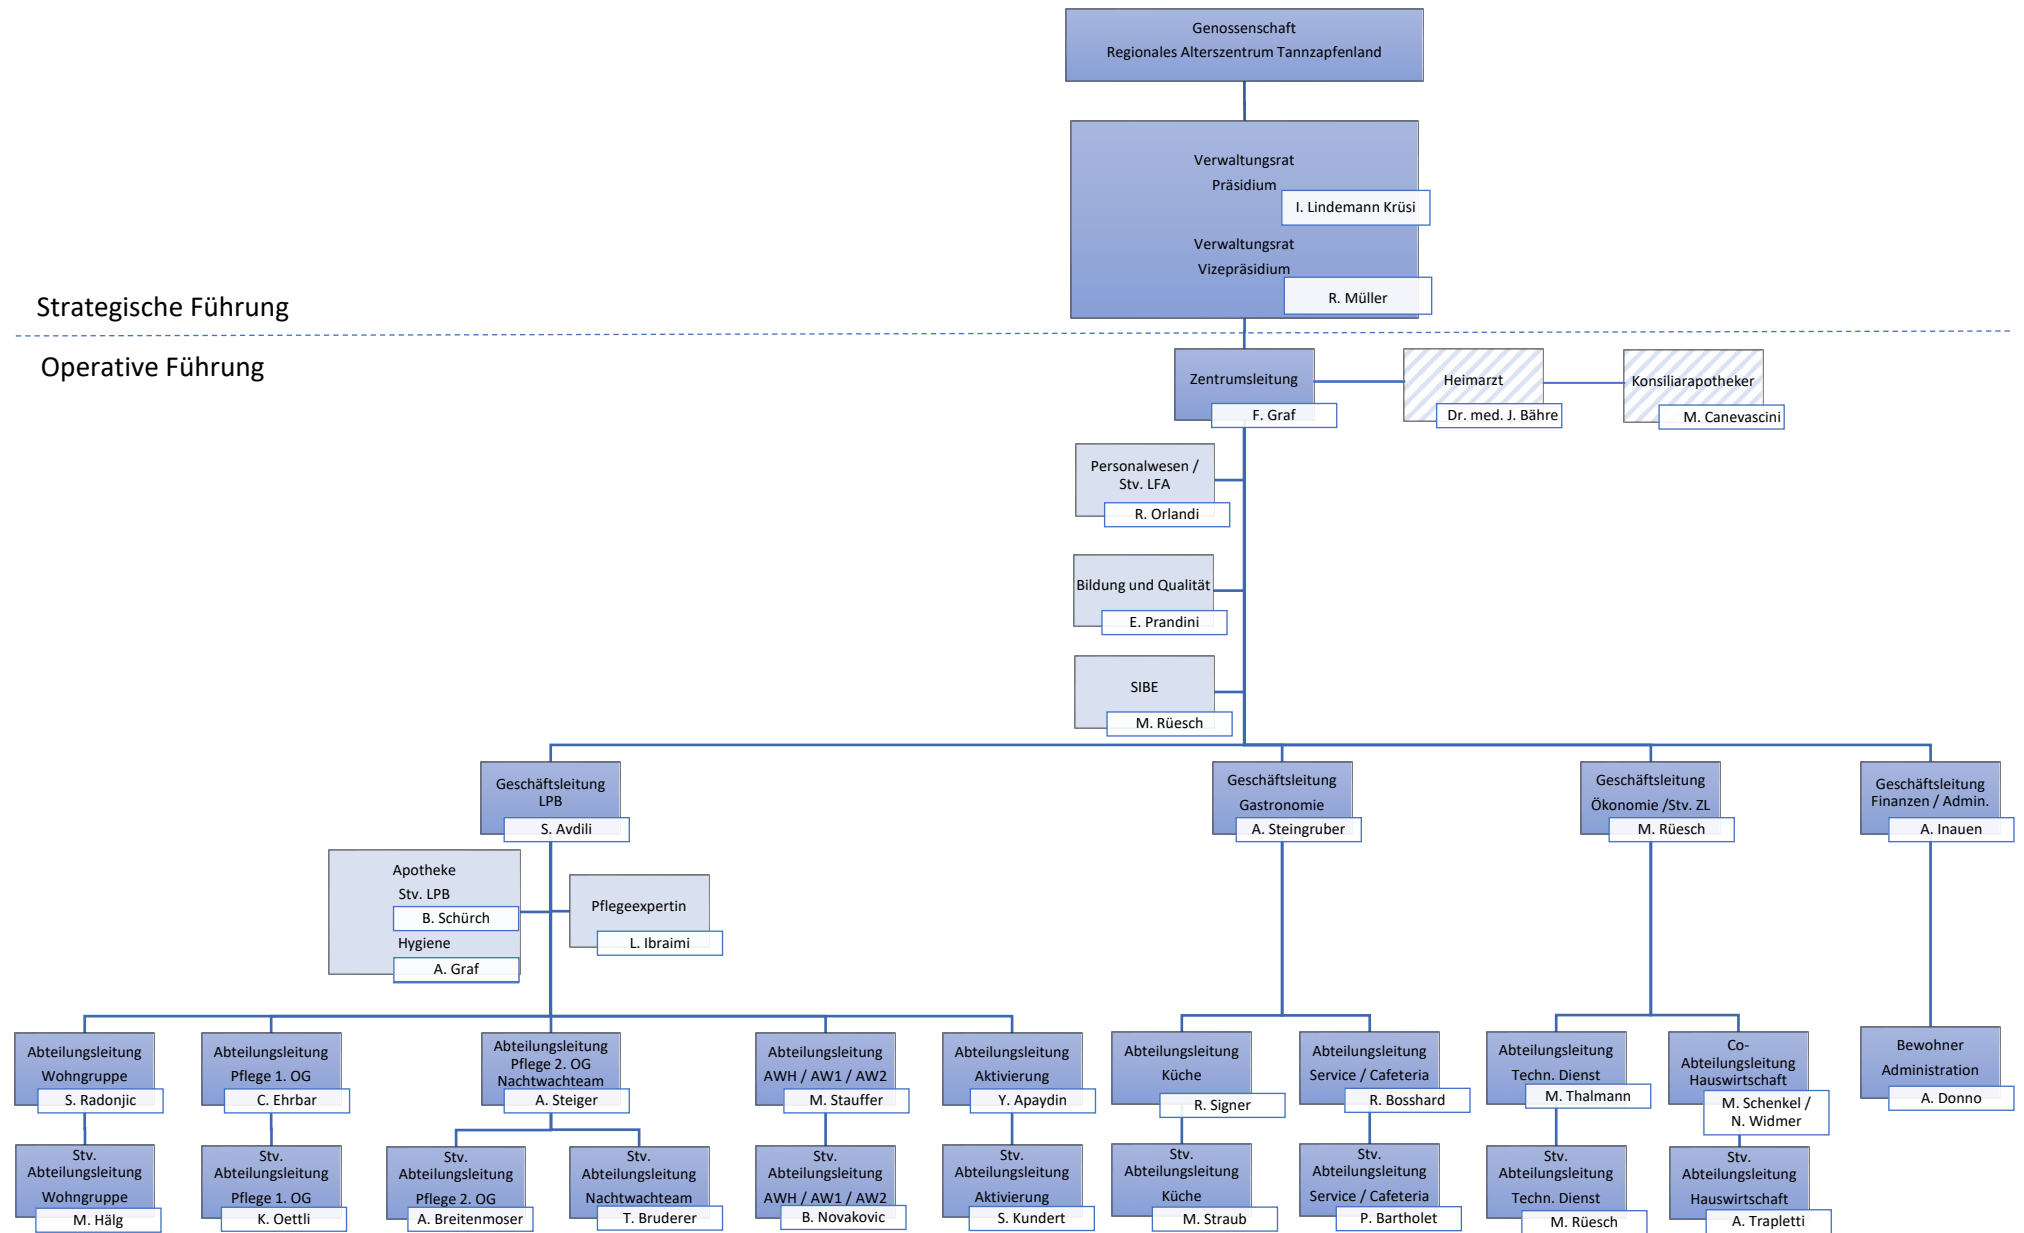 Genossenschaft
Regionales Alterszentrum Tannzapfenland
Verwaltungsrat
Präsidium
I. Lindemann Krüsi
Verwaltungsrat
Vizepräsidium
R. Müller
Strategische Führung
Operative Führung
Zentrumsleitung
F. Graf
Heimarzt
Dr. med. J. Bähre
Konsiliarapotheker
M. Canevascini
Personalwesen /
Stv. LFA
R. Orlandi
Bildung und Qualität
E. Prandini
SIBE
M. Rüesch
Geschäftsleitung
LPB
S. Avdili
Geschäftsleitung
Gastronomie
A. Steingruber
Geschäftsleitung
Ökonomie /Stv. ZL
M. Rüesch
Geschäftsleitung
Finanzen / Admin.
A. Inauen
Apotheke
Stv. LPB
B. Schürch
Hygiene
A. Graf
Pflegeexpertin
L. Ibraimi
Abteilungsleitung
Wohngruppe
S. Radonjic
Abteilungsleitung
Pflege 1. OG
C. Ehrbar
Abteilungsleitung
Pflege 2. OG
Nachtwachteam
A. Steiger
Abteilungsleitung
AWH / AW1 / AW2
M. Stauffer
Abteilungsleitung
Aktivierung
Y. Apaydin
Abteilungsleitung
Küche
R. Signer
Abteilungsleitung
Service / Cafeteria
R. Bosshard
Abteilungsleitung
Techn. Dienst
M. Thalmann
Co-
Abteilungsleitung
Hauswirtschaft
M. Schenkel /
N. Widmer
Bewohner
Administration
A. Donno
Stv.
Abteilungsleitung
Wohngruppe
M. Hälg
Stv.
Abteilungsleitung
Pflege 1. OG
K. Oettli
Stv.
Abteilungsleitung
Pflege 2. OG
A. Breitenmoser
Stv.
Abteilungsleitung
Nachtwachteam
T. Bruderer
Stv.
Abteilungsleitung
AWH / AW1 / AW2
B. Novakovic
Stv.
Abteilungsleitung
Aktivierung
S. Kundert
Stv.
Abteilungsleitung
Küche
M. Straub
Stv.
Abteilungsleitung
Service / Cafeteria
P. Bartholet
Stv.
Abteilungsleitung
Techn. Dienst
M. Rüesch
Stv.
Abteilungsleitung
Hauswirtschaft
A. Trapletti